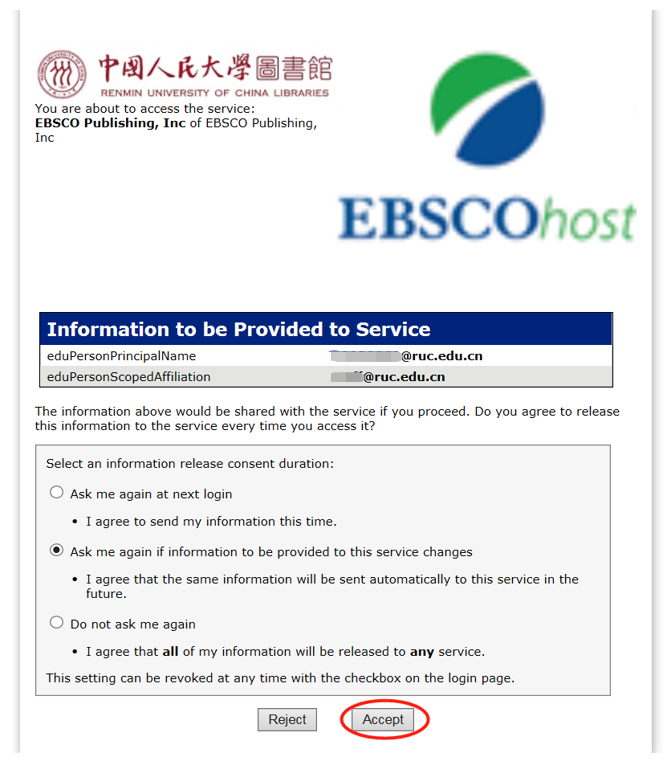 中国人民大學圖書館
RENMIN UNIVERSITY OF CHINA LIBRARIES
You are about to access the service:
EBSCO Publishing, Inc of EBSCO Publishing,
Inc
EBSCOhost
Information to be Provided to Service
eduPersonPrincipalName @ruc.edu.cn
eduPersonScopedAffiliation @ruc.edu.cn
The information above would be shared with the service if you proceed. Do you agree to release
this information to the service every time you access it?
Select an information release consent duration:
Ask me again at next login
• I agree to send my information this time.
Ask me again if information to be provided to this service changes
• I agree that the same information will be sent automatically to this service in the
future.
Do not ask me again
• I agree that all of my information will be released to any service.
This setting can be revoked at any time with the checkbox on the login page.
Reject Accept